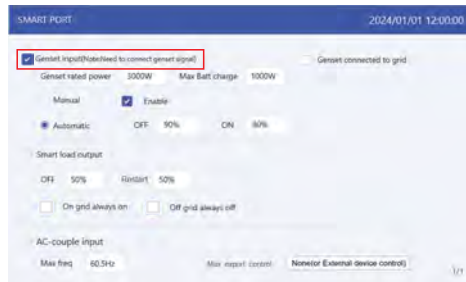 SMART PORT 2024/01/01 12:00:00
Genset input(Note:Need to connect genset signal) Genset connected to grid
Genset rated power 3000W Max Batt charge 1000W
Manual Enable
Automatic OFF 90% ON 80%
Smart load output
OFF 50% Restart 50%
On grid always on Off grid always off
AC-couple input
Max freq 60.5Hz Max export control None(or External device control)
1/1